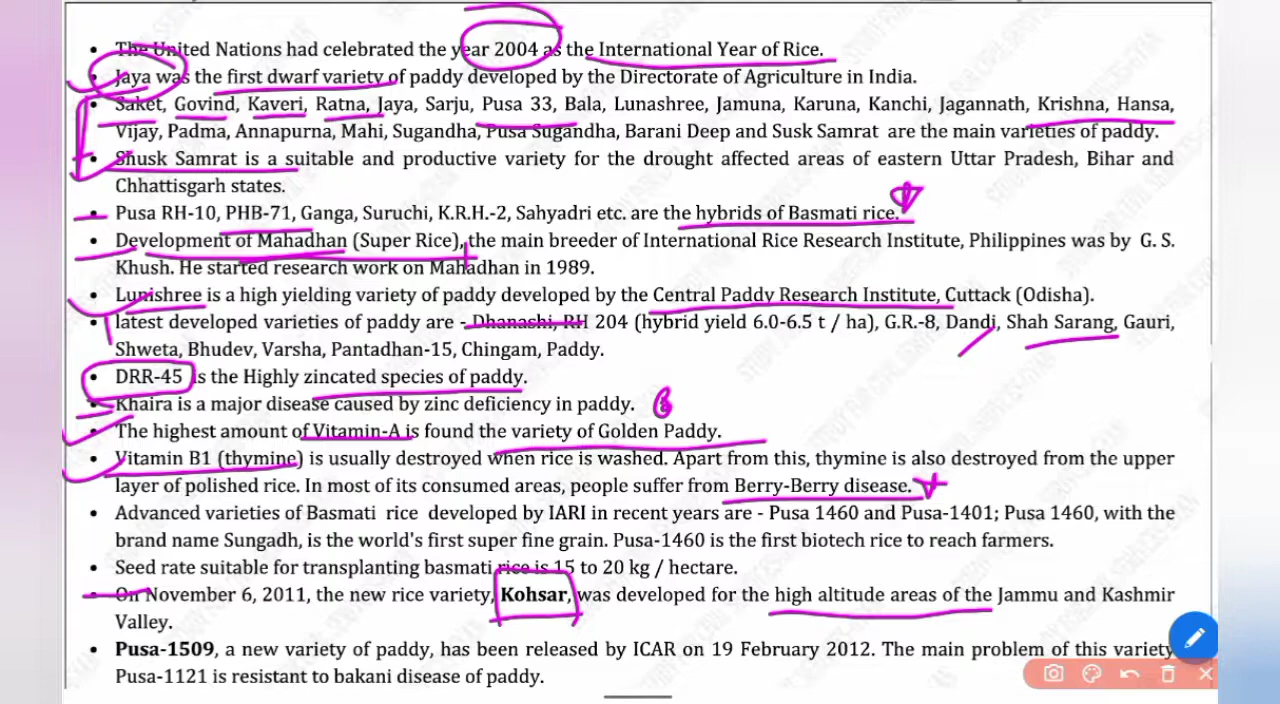 • The United Nations had celebrated the year 2004 as the International Year of Rice.
• Jaya was the first dwarf variety of paddy developed by the Directorate of Agriculture in India.
• Saket, Govind, Kaveri, Ratna, Jaya, Sarju, Pusa 33, Bala, Lunashree, Jamuna, Karuna, Kanchi, Jagannath, Krishna, Hansa,
Vijay, Padma, Annapurna, Mahi, Sugandha, Pusa Sugandha, Barani Deep and Susk Samrat are the main varieties of paddy.
• Shusk Samrat is a suitable and productive variety for the drought affected areas of eastern Uttar Pradesh, Bihar and
Chhattisgarh states.
• Pusa RH-10, PHB-71, Ganga, Suruchi, K.R.H.-2, Sahyadri etc. are the hybrids of Basmati rice.
• Development of Mahadhan (Super Rice), the main breeder of International Rice Research Institute, Philippines was by G. S.
Khush. He started research work on Mahadhan in 1989.
• Lunishree is a high yielding variety of paddy developed by the Central Paddy Research Institute, Cuttack (Odisha).
• latest developed varieties of paddy are - Dhanashi, RH 204 (hybrid yield 6.0-6.5 t / ha), G.R.-8, Dandi, Shah Sarang, Gauri,
Shweta, Bhudev, Varsha, Pantadhan-15, Chingam, Paddy.
• DRR-45 is the Highly zincated species of paddy.
• Khaira is a major disease caused by zinc deficiency in paddy.
• The highest amount of Vitamin-A is found the variety of Golden Paddy.
• Vitamin B1 (thymine) is usually destroyed when rice is washed. Apart from this, thymine is also destroyed from the upper
layer of polished rice. In most of its consumed areas, people suffer from Berry-Berry disease.
• Advanced varieties of Basmati rice developed by IARI in recent years are - Pusa 1460 and Pusa-1401; Pusa 1460, with the
brand name Sungadh, is the world's first super fine grain. Pusa-1460 is the first biotech rice to reach farmers.
• Seed rate suitable for transplanting basmati rice is 15 to 20 kg / hectare.
• On November 6, 2011, the new rice variety, Kohsar, was developed for the high altitude areas of the Jammu and Kashmir
Valley.
• Pusa-1509, a new variety of paddy, has been released by ICAR on 19 February 2012. The main problem of this variety
Pusa-1121 is resistant to bakani disease of paddy.